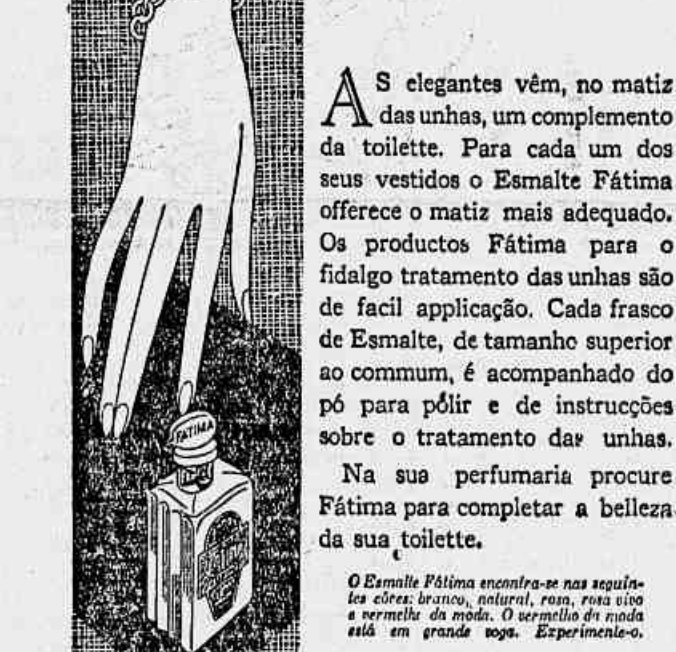 AS elegantes vêm, no matiz
das unhas, um complemento
da toilette. Para cada um dos
seus vestidos o Esmalte Fátima
offerece o matiz mais adequado.
Os productos Fátima para o
fidalgo tratamento das unhas são
de facil applicação. Cada frasco
de Esmalte, de tamanho superior
ao commum, é acompanhado do
pó para pólir e de instrucções
sobre o tratamento das unhas.
Na sua perfumaria procure
Fátima para completar a belleza
da sua toilette.
O Esmalte Fátima encontra-se nas seguin-
tes côres: branco, natural, rosa, rosa vivo
e vermelho da moda. O vermelho da moda
está em grande voga. Experimente-o.
FATIMA
FATIMA